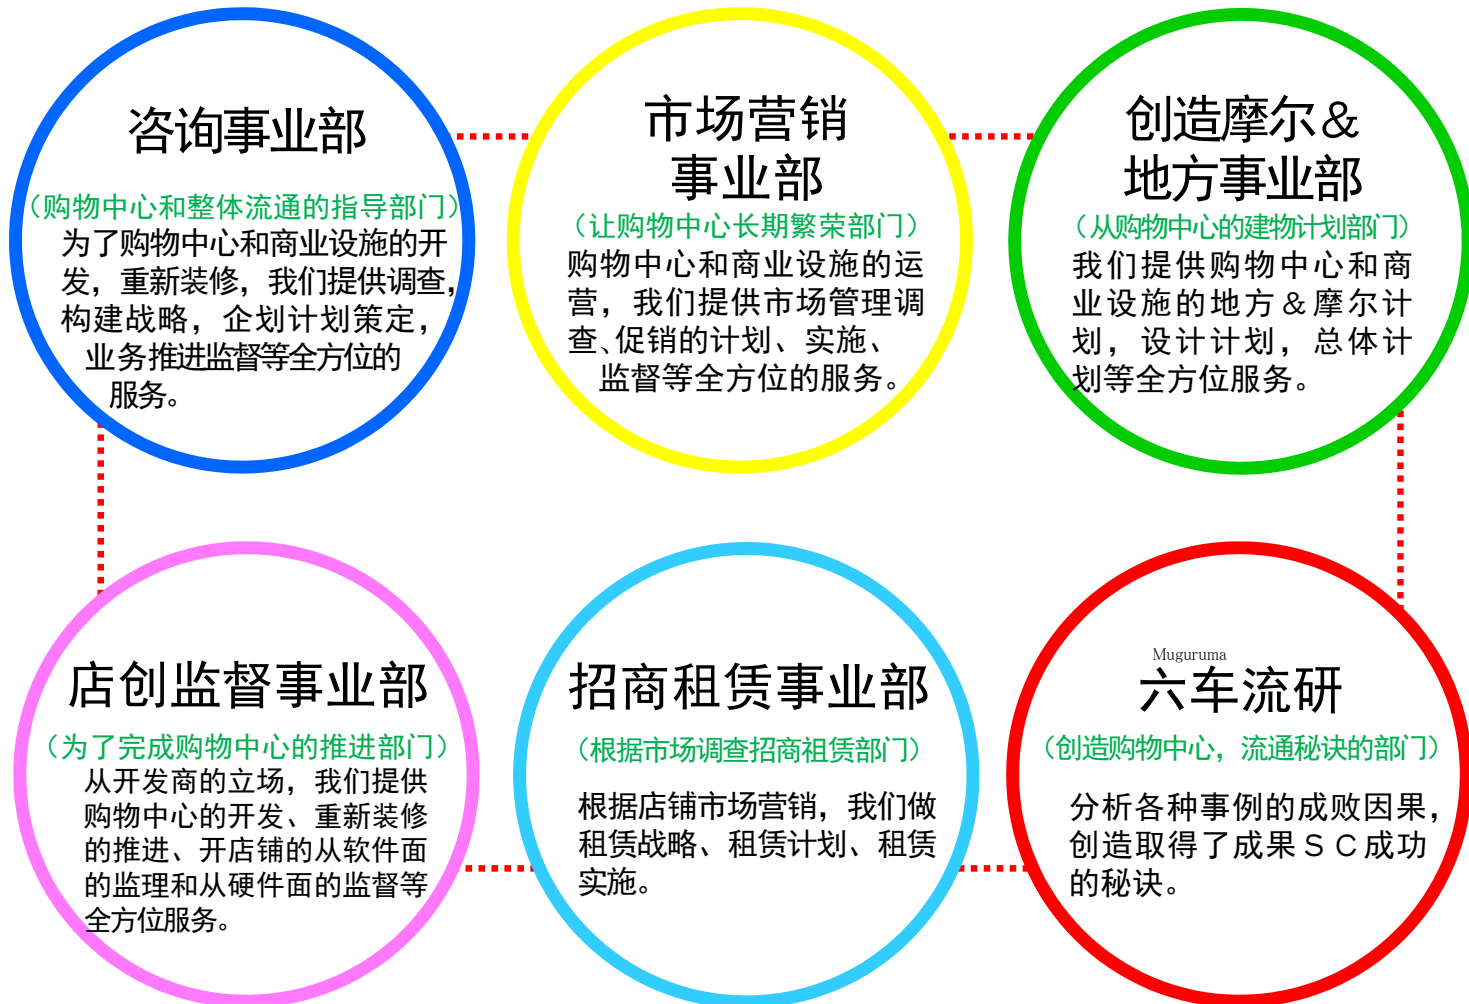 咨询事业部
（购物中心和整体流通的指导部门）
为了购物中心和商业设施的开
发，重新装修，我们提供调查，
构建战略，企划计划策定，
业务推进监督等全方位的
服务。
市场营销
事业部
（让购物中心长期繁荣部门）
购物中心和商业设施的运
营，我们提供市场管理调
查、促销的计划、实施、
监督等全方位的服务。
创造摩尔＆
地方事业部
（从购物中心的建物计划部门）
我们提供购物中心和商
业设施的地方＆摩尔计
划，设计计划，总体计
划等全方位服务。
店创监督事业部
（为了完成购物中心的推进部门）
从开发商的立场，我们提供
购物中心的开发、重新装修
的推进、开店铺的从软件面
的监理和从硬件面的监督等
全方位服务。
招商租赁事业部
（根据市场调查招商祖赁部门）
根据店铺市场营销，我们做
租赁战略、租赁计划、租赁
实施。
Muguruma
六车流研
（创造购物中心，流通秘诀的部门）
分析各种事例的成败因果，
创造取得了成果ＳＣ成功
的秘诀。